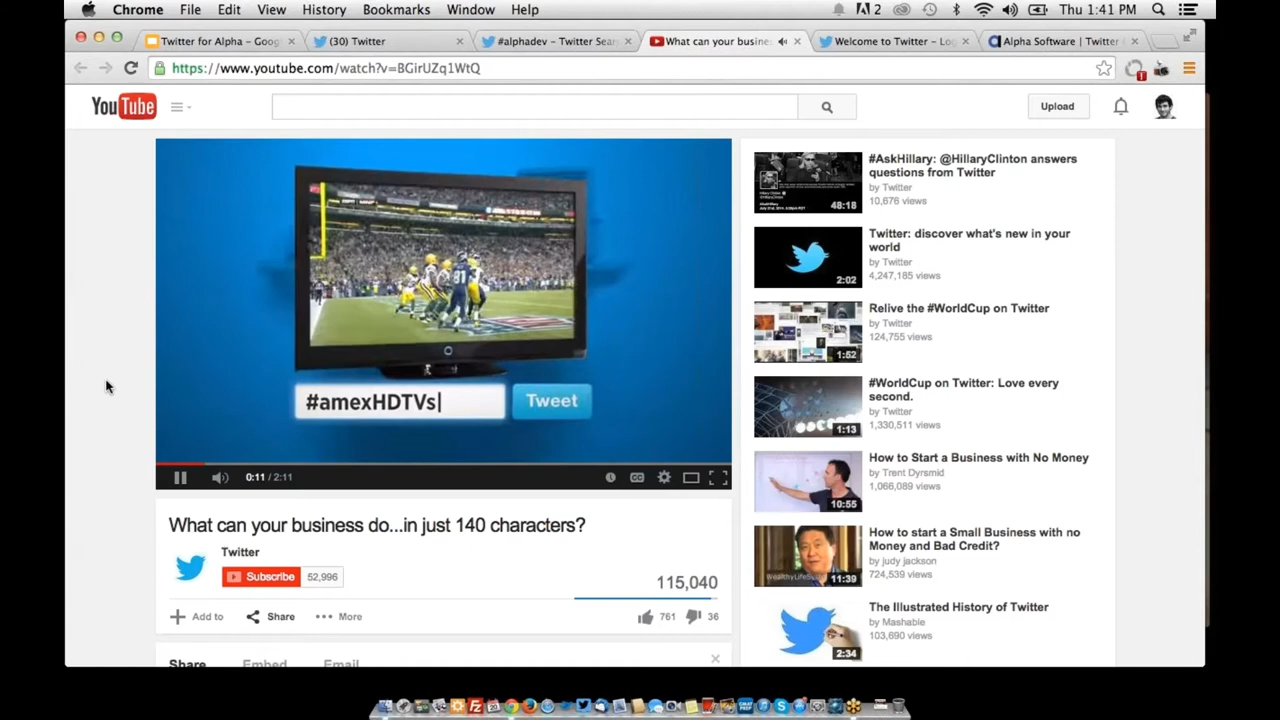 Chrome File Edit View History Bookmarks Window Help 2 Thu 1:41 PM
Twitter for Alpha – Goog
(30) Twitter
#alphadev – Twitter Sear
What can your busine
Welcome to Twitter – Lo
Alpha Software | Twitter
https://www.youtube.com/watch?v=BGirUZq1WtQ
YouTube
Upload
#amexHDTVs|
Tweet
0:11 / 2:11
What can your business do...in just 140 characters?
Twitter
Subscribe 52,996
115,040
Add to Share More 761 36
Share Embed Email
#AskHillary: @HillaryClinton answers
questions from Twitter
by Twitter
10,676 views
48:18
Twitter: discover what's new in your
world
by Twitter
4,247,185 views
2:02
Relive the #WorldCup on Twitter
by Twitter
124,755 views
1:52
#WorldCup on Twitter: Love every
second.
by Twitter
1,330,511 views
1:13
How to Start a Business with No Money
by Trent Dyrsmid
1,066,089 views
10:55
How to start a Small Business with no
Money and Bad Credit?
by judy jackson
724,539 views
11:39
The Illustrated History of Twitter
by Mashable
103,690 views
2:34